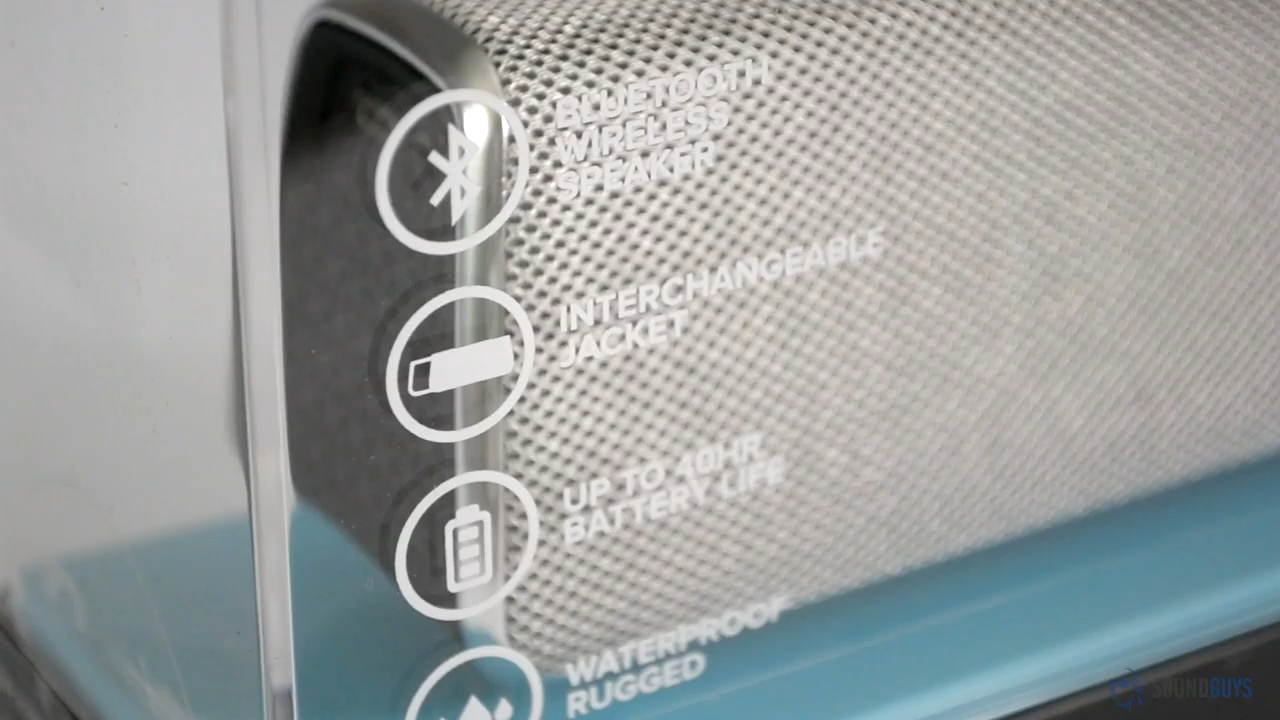 BLUETOOTH
WIRELESS
SPEAKER
INTERCHANGEABLE
JACKET
UP TO 40HR
BATTERY LIFE
WATERPROOF
RUGGED
SOUNDGUYS